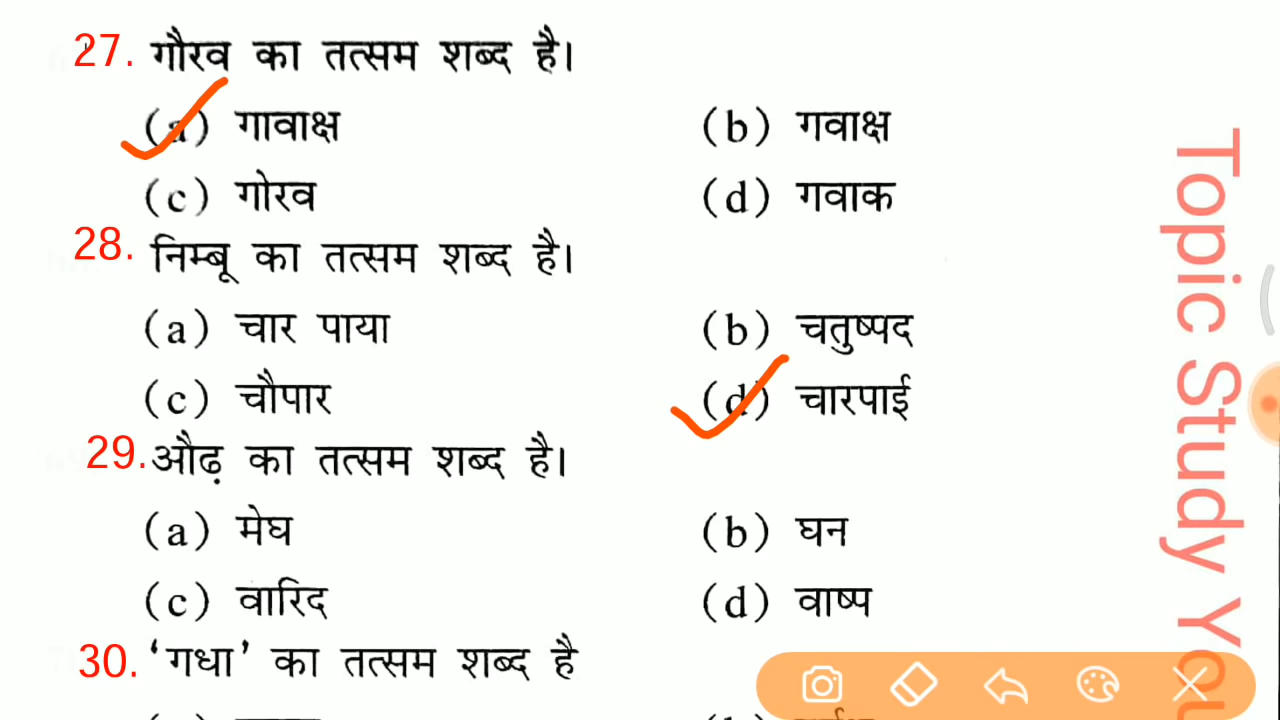 27. गौरव का तत्सम शब्द है।
(a) गावाक्ष (b) गवाक्ष
(c) गोरव (d) गवाक
28. निम्बू का तत्सम शब्द है।
(a) चार पाया (b) चतुष्पद
(c) चौपार (d) चारपाई
29. औढ़ का तत्सम शब्द है।
(a) मेघ (b) घन
(c) वारिद (d) वाष्प
30. ‘गधा’ का तत्सम शब्द है
Topic Study You